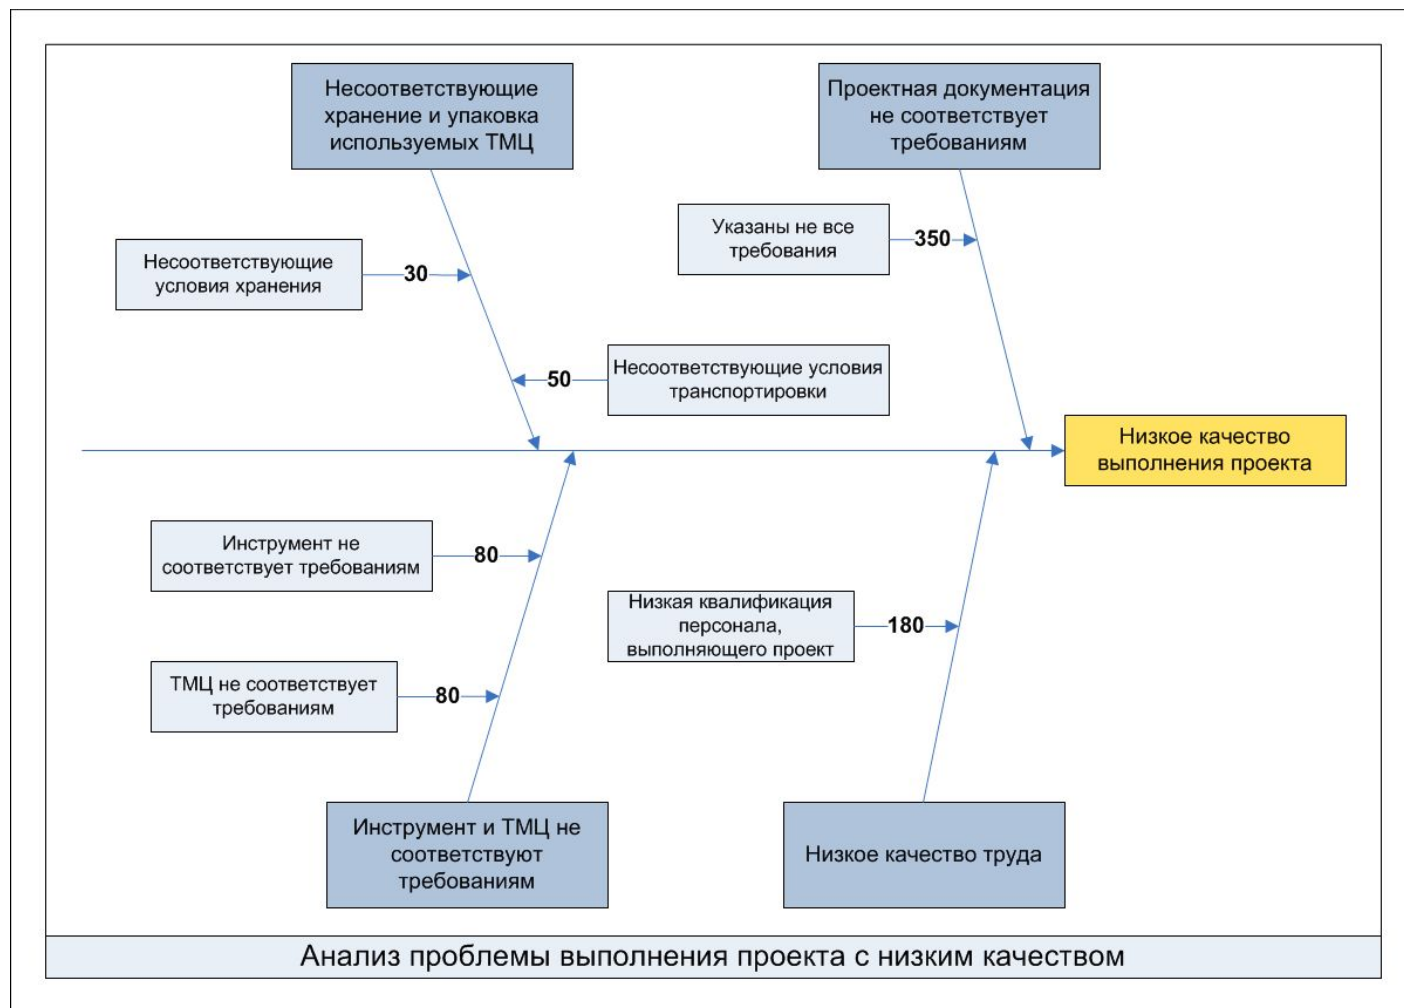 Несоответствующие
хранение и упаковка
используемых ТМЦ
Проектная документация
не соответствует
требованиям
Указаны не все
требования
350
Несоответствующие
условия хранения
30
Несоответствующие условия
транспортировки
50
Низкое качество
выполнения проекта
Инструмент не
соответствует требованиям
80
Низкая квалификация
персонала,
выполняющего проект
180
ТМЦ не соответствует
требованиям
80
Инструмент и ТМЦ не
соответствуют
требованиям
Низкое качество труда
Анализ проблемы выполнения проекта с низким качеством